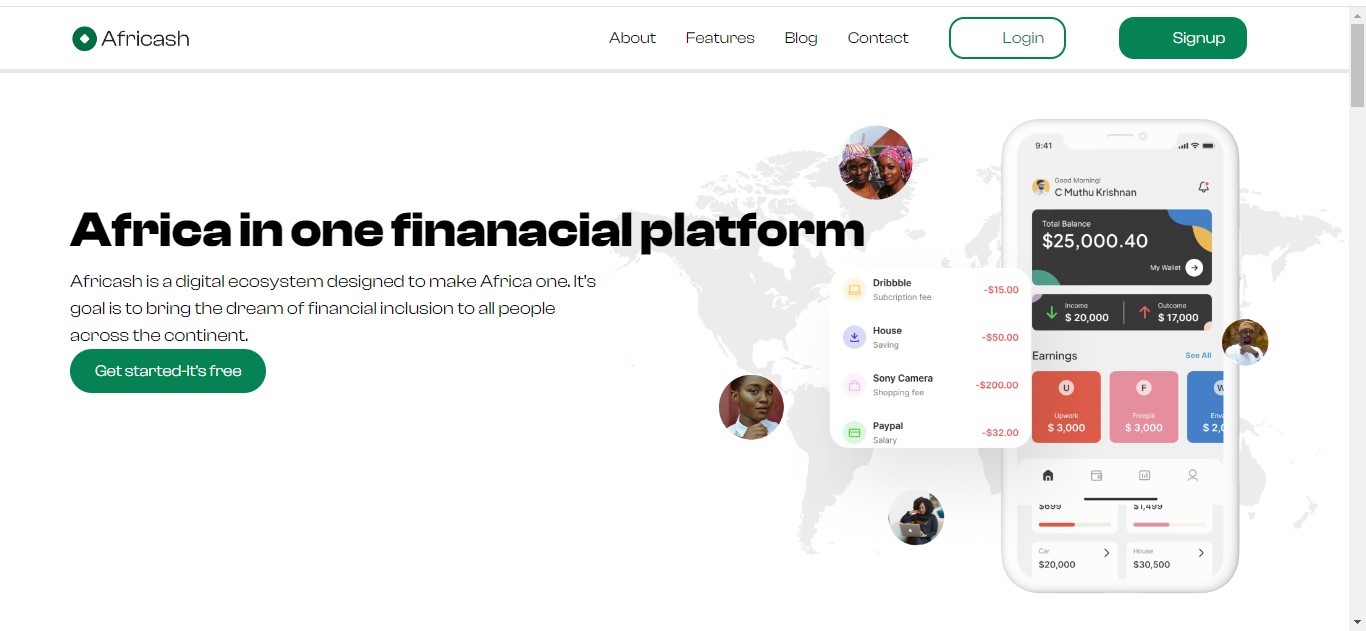 Africash
About
Features
Blog
Contact
Login
Signup
Africa in one finanacial platform
Africash is a digital ecosystem designed to make Africa one. It's
goal is to bring the dream of financial inclusion to all people
across the continent.
Get started-It's free
Dribbble
Subcription fee
-$15.00
House
Saving
-$50.00
Sony Camera
Shopping fee
-$200.00
Paypal
Salary
-$32.00
9:41
Good Morning!
C Muthu Krishnan
Total Balance
$25,000.40
My Wallet
Income
$ 20,000
Outcome
$ 17,000
Earnings
See All
U
Upwork
$ 3,000
F
Freepik
$ 3,000
W
Enva
$ 2,0
$699
$1,499
Car
$20,000
House
$30,500